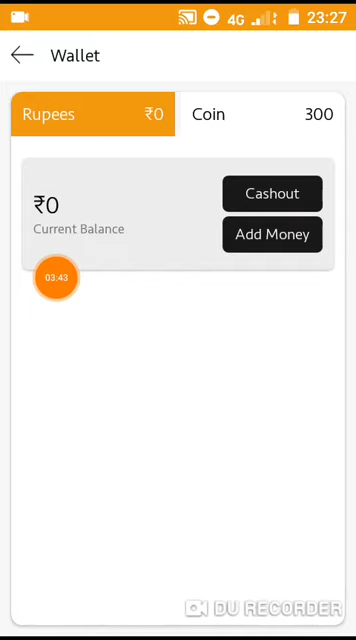 4G 23:27
Wallet
Rupees ₹0 Coin 300
₹0
Current Balance
Cashout
Add Money
03:43
DU RECORDER